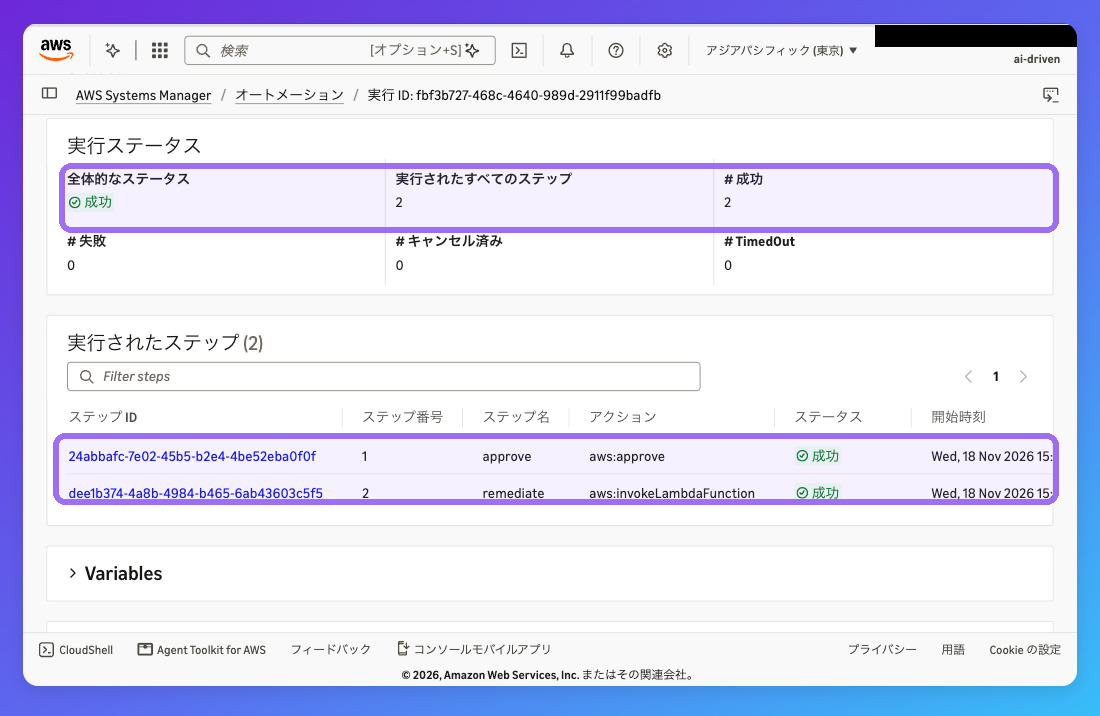 aws 検索 [オプション+S] アジアパシフィック (東京) ▼
ai-driven
AWS Systems Manager / オートメーション / 実行 ID: fbf3b727-468c-4640-989d-2911f99badfb
実行ステータス
全体的なステータス 実行されたすべてのステップ # 成功
成功 2 2
# 失敗 # キャンセル済み # TimedOut
0 0 0
実行されたステップ (2)
Filter steps 1
ステップ ID ステップ番号 ステップ名 アクション ステータス 開始時刻
24abbafc-7e02-45b5-b2e4-4be52eba0f0f 1 approve aws:approve 成功 Wed, 18 Nov 2026 15:
dee1b374-4a8b-4984-b465-6ab43603c5f5 2 remediate aws:invokeLambdaFunction 成功 Wed, 18 Nov 2026 15:
Variables
CloudShell Agent Toolkit for AWS フィードバック コンソールモバイルアプリ プライバシー 用語 Cookie の設定
© 2026, Amazon Web Services, Inc. またはその関連会社。